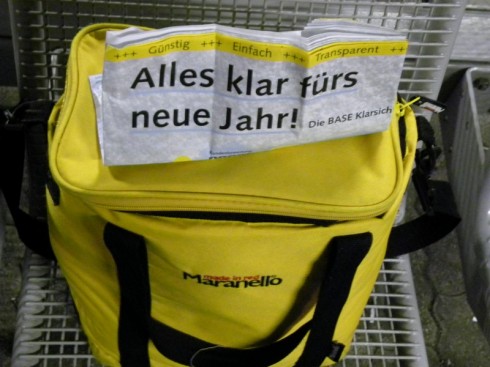 +++ Günstig +++ Einfach +++ Transparent +++
Alles klar fürs
neue Jahr! Die BASE Klarsich
made in red
Maranello